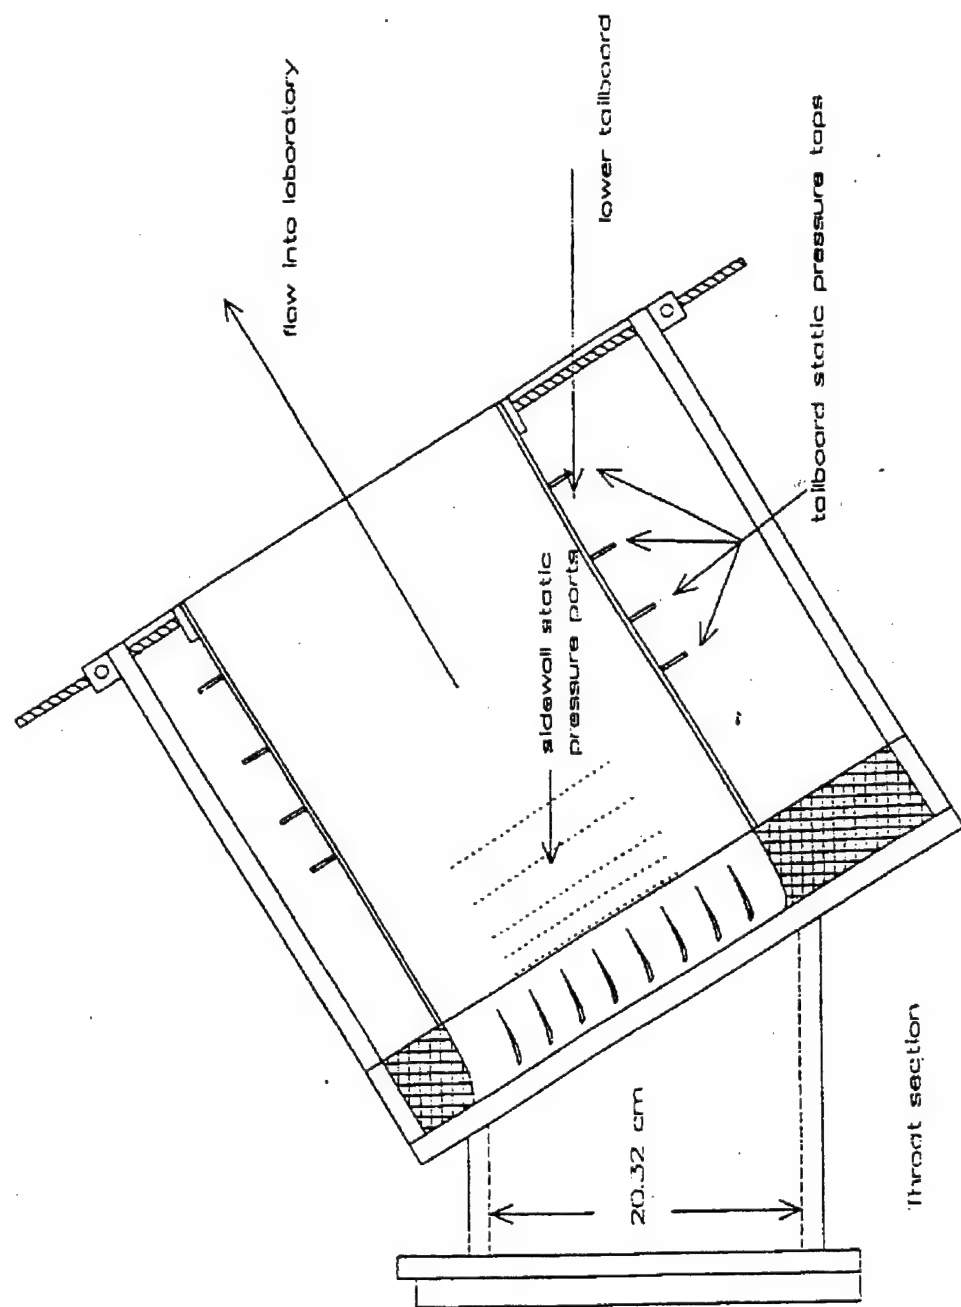 flow into laboratory
lower tailboard
tailboard static pressure taps
sidewall static
pressure ports
20.32 cm
Throat section